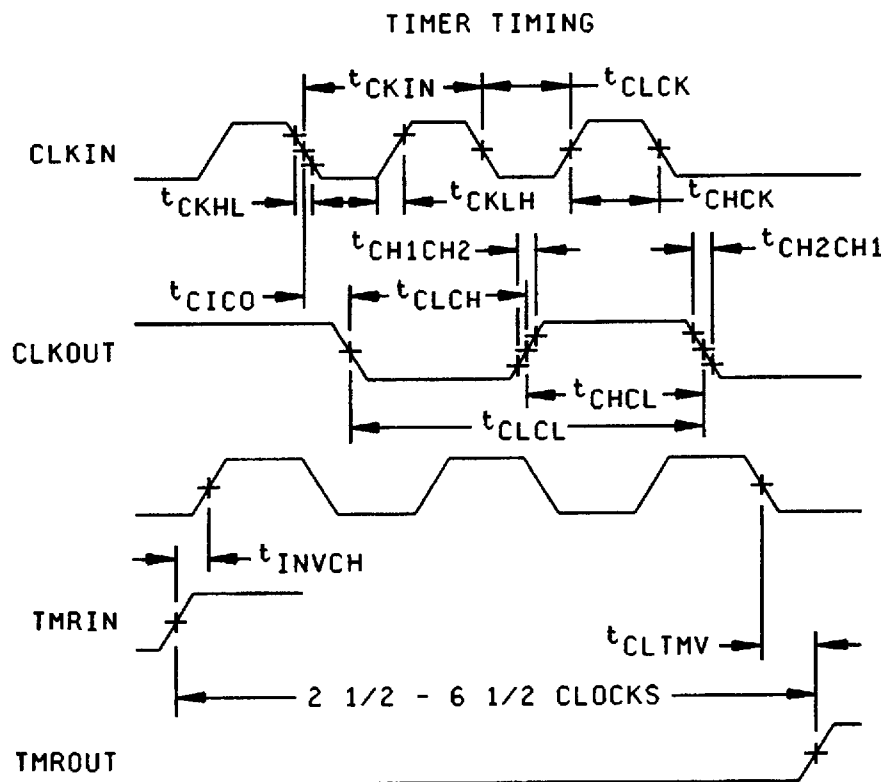 TIMER TIMING
tCKIN
tCLCK
CLKIN
tCKHL
tCKLH
tCHCK
tCH1CH2
tCH2CH1
tCICO
tCLCH
CLKOUT
tCHCL
tCLCL
tINVCH
TMRIN
tCLTMV
2 1/2 - 6 1/2 CLOCKS
TMROUT